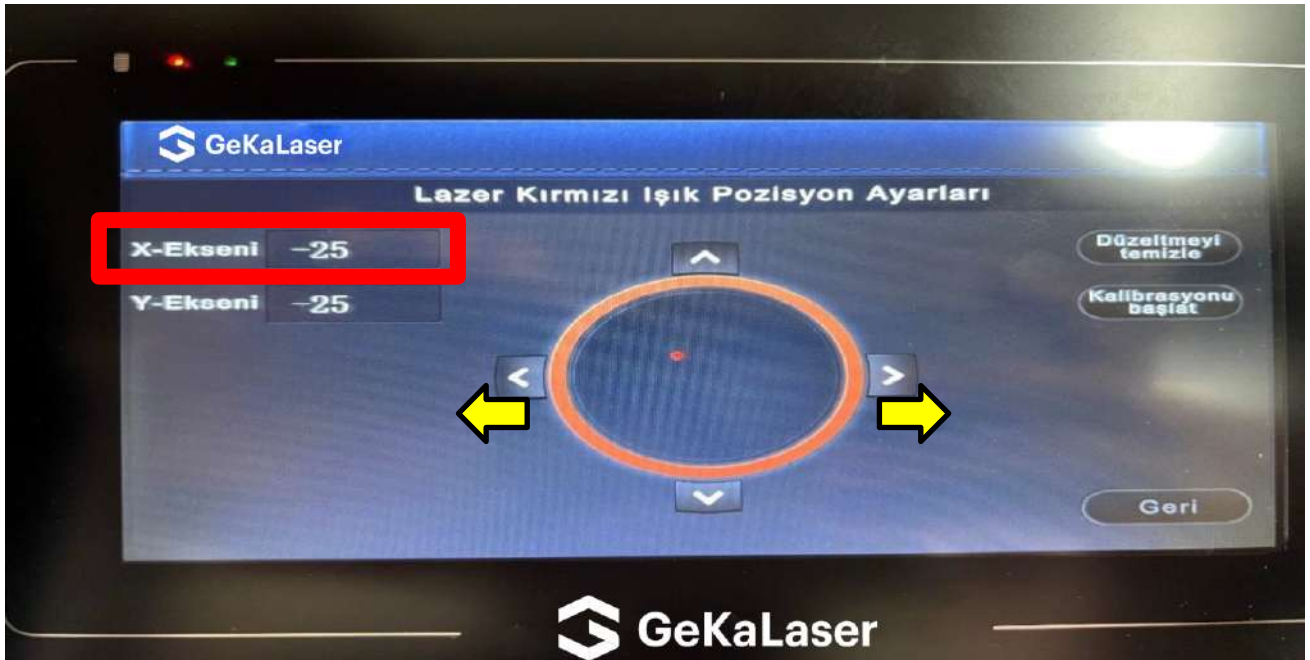 GeKaLaser
Lazer Kırmızı Işık Pozisyon Ayarları
X-Ekseni -25
Y-Ekseni -25
Düzeltmeyi
temizle
Kalibrasyonu
başlat
Geri
GeKaLaser